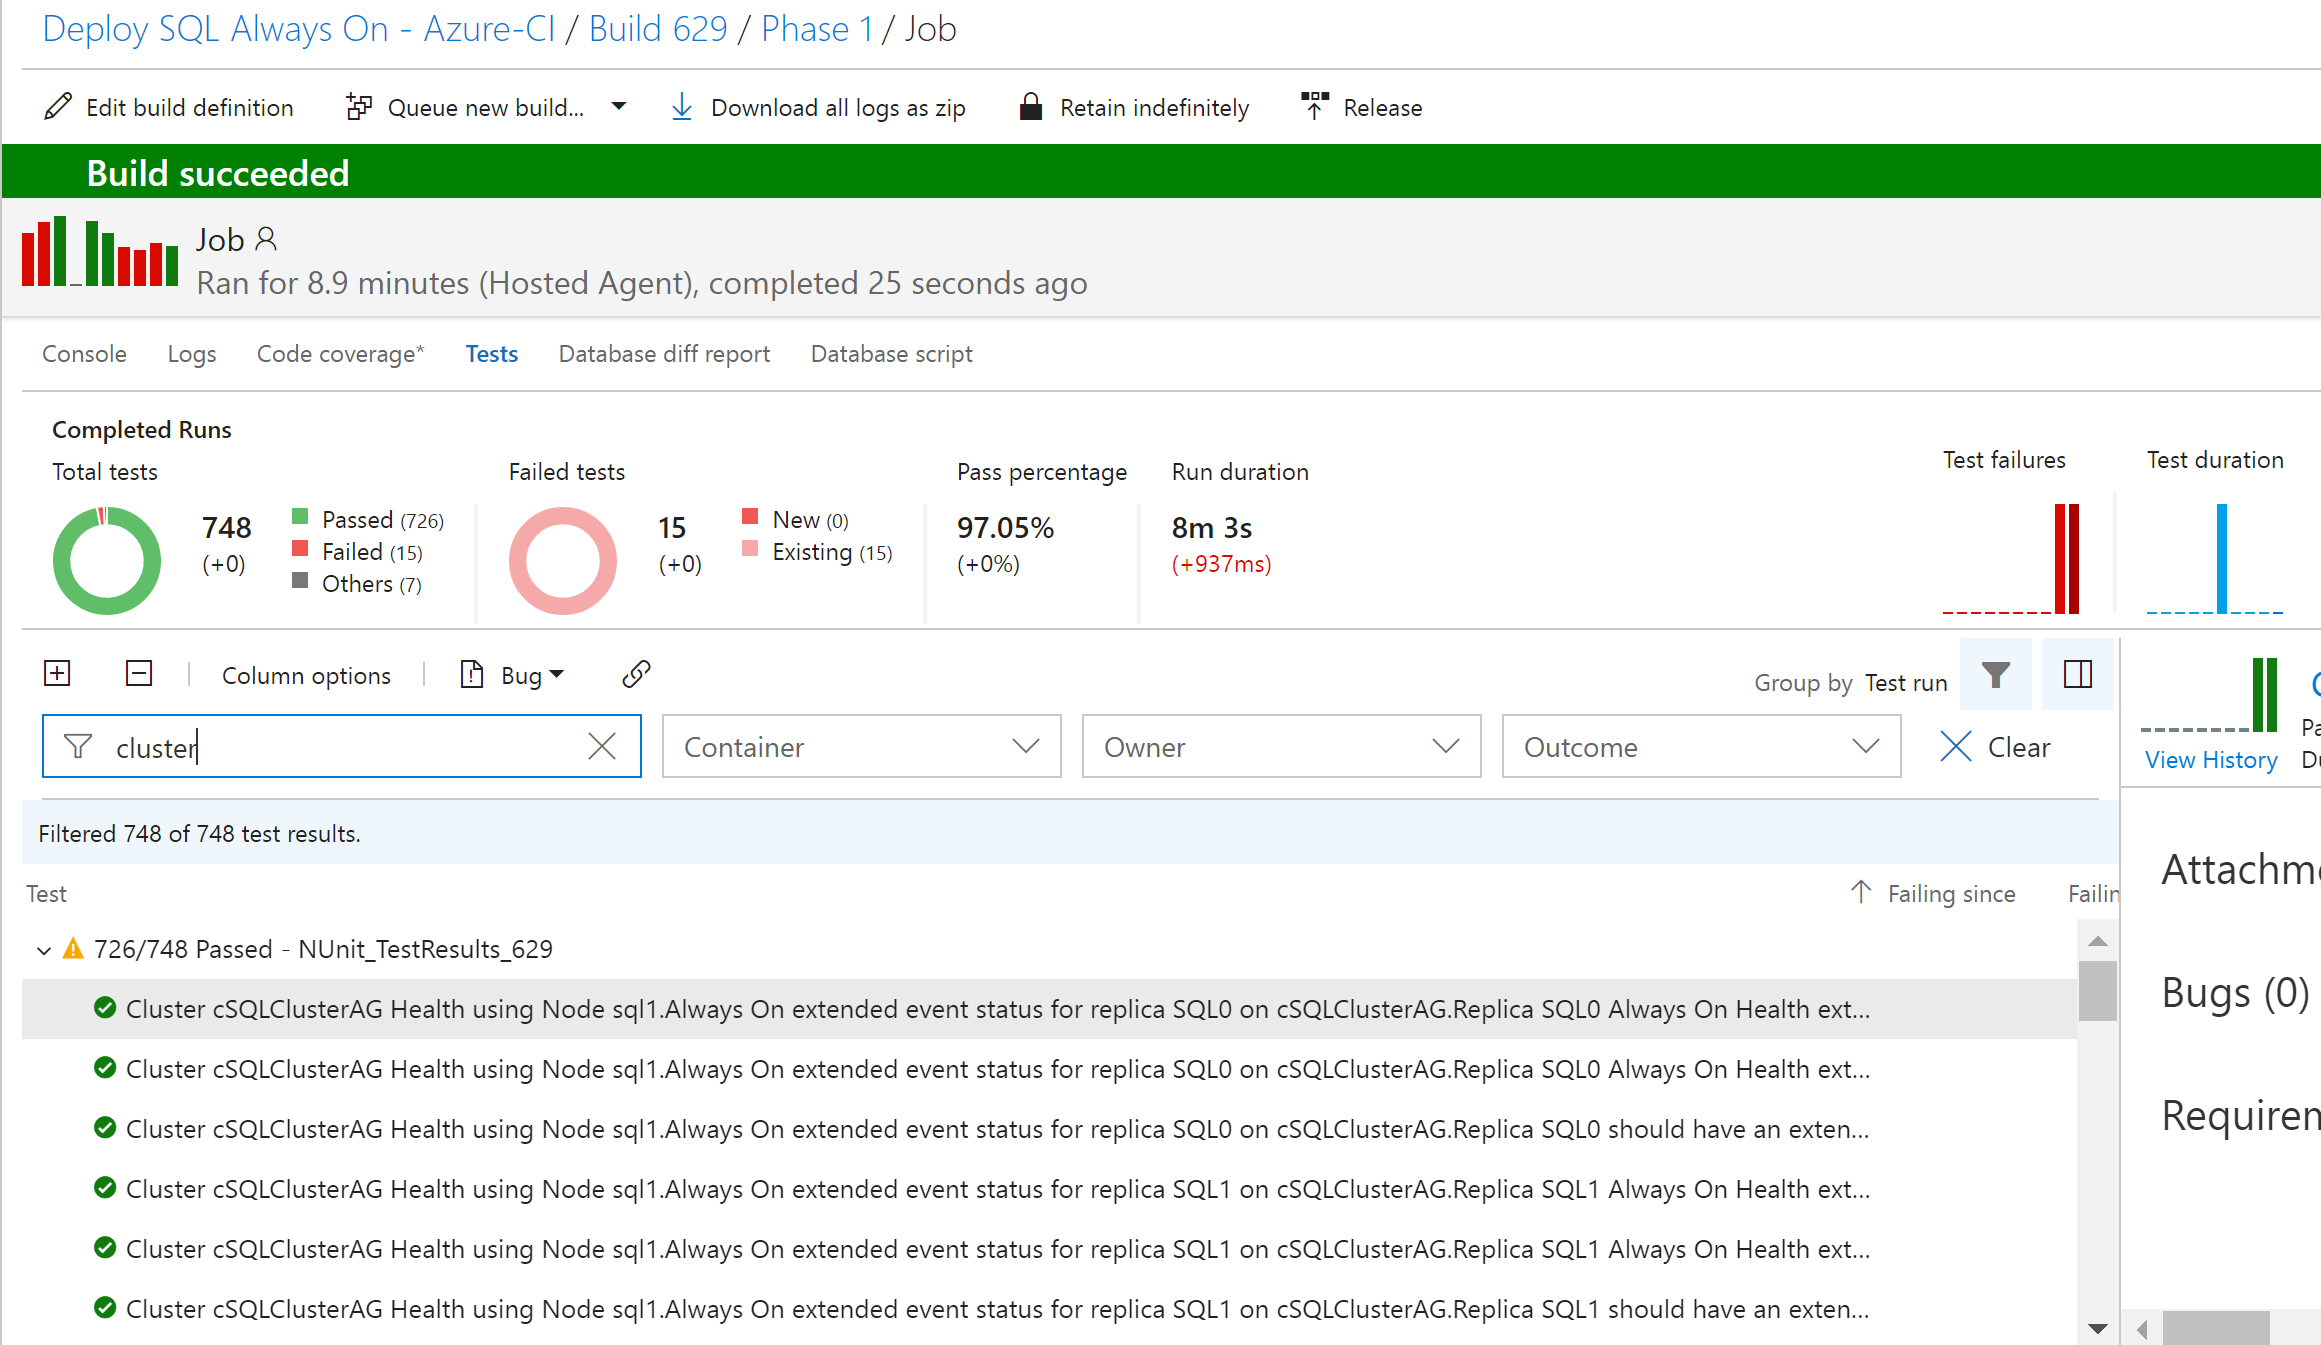 Deploy SQL Always On - Azure-CI / Build 629 / Phase 1 / Job
Edit build definition Queue new build... Download all logs as zip Retain indefinitely Release
Build succeeded
Job
Ran for 8.9 minutes (Hosted Agent), completed 25 seconds ago
Console Logs Code coverage* Tests Database diff report Database script
Completed Runs
Total tests
748
(+0)
Passed (726)
Failed (15)
Others (7)
Failed tests
15
(+0)
New (0)
Existing (15)
Pass percentage
97.05%
(+0%)
Run duration
8m 3s
(+937ms)
Test failures
Test duration
Column options Bug
Group by Test run
cluster
Container
Owner
Outcome
Clear
Filtered 748 of 748 test results.
Test Failing since Failin
726/748 Passed - NUnit_TestResults_629
Cluster cSQLClusterAG Health using Node sql1.Always On extended event status for replica SQL0 on cSQLClusterAG.Replica SQL0 Always On Health ext...
Cluster cSQLClusterAG Health using Node sql1.Always On extended event status for replica SQL0 on cSQLClusterAG.Replica SQL0 Always On Health ext...
Cluster cSQLClusterAG Health using Node sql1.Always On extended event status for replica SQL0 on cSQLClusterAG.Replica SQL0 should have an exten...
Cluster cSQLClusterAG Health using Node sql1.Always On extended event status for replica SQL1 on cSQLClusterAG.Replica SQL1 Always On Health ext...
Cluster cSQLClusterAG Health using Node sql1.Always On extended event status for replica SQL1 on cSQLClusterAG.Replica SQL1 Always On Health ext...
Cluster cSQLClusterAG Health using Node sql1.Always On extended event status for replica SQL1 on cSQLClusterAG.Replica SQL1 should have an exten...
View History
Pa
Du
Attachme
Bugs (0)
Requirem